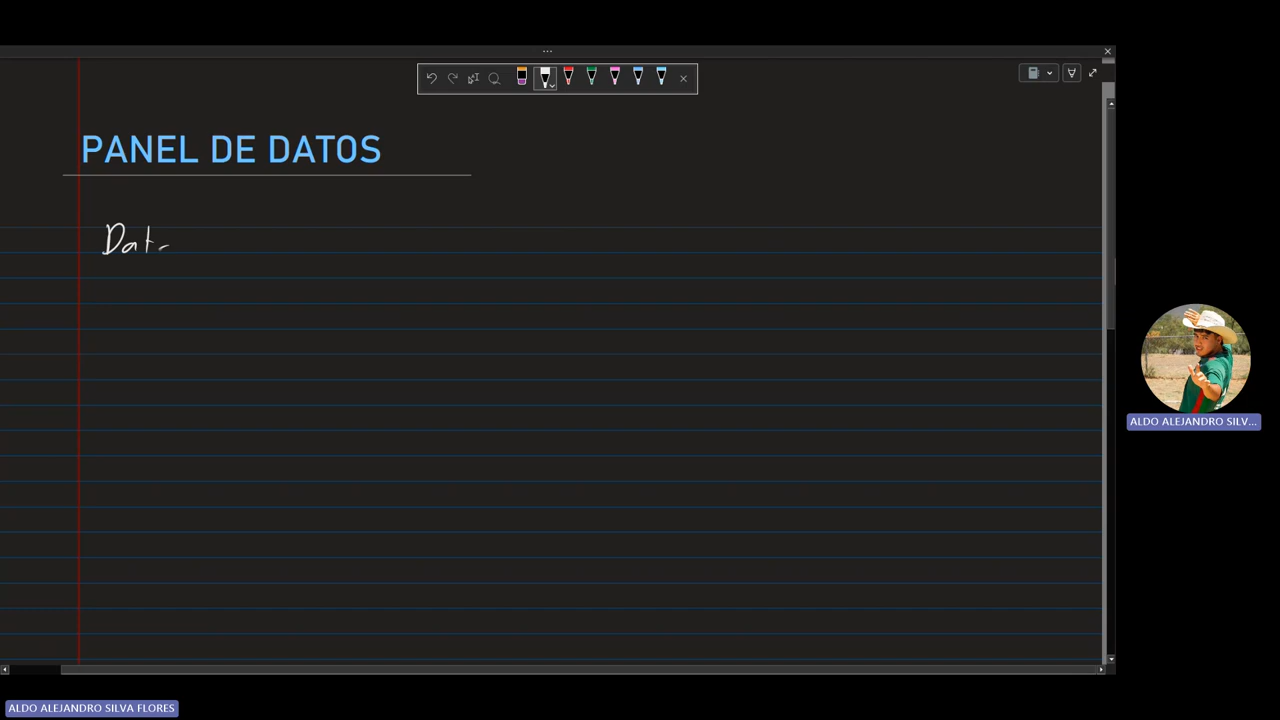 PANEL DE DATOS
Dat
ALDO ALEJANDRO SILV...
ALDO ALEJANDRO SILVA FLORES